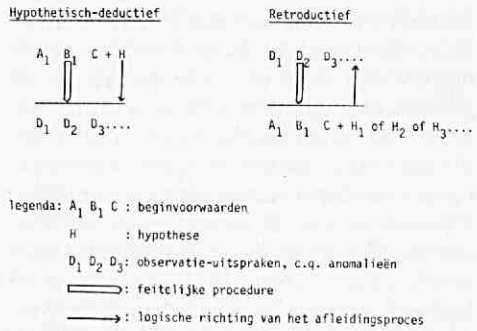 Hypothetisch-deductief
Retroductief
A1 B1 C + H
D1 D2 D3....
D1 D2 D3....
A1 B1 C + H1 of H2 of H3....
legenda: A1 B1 C : beginvoorwaarden
H : hypothese
D1 D2 D3: observatie-uitspraken, c.q. anomalieën
: feitelijke procedure
: logische richting van het afleidingsproces